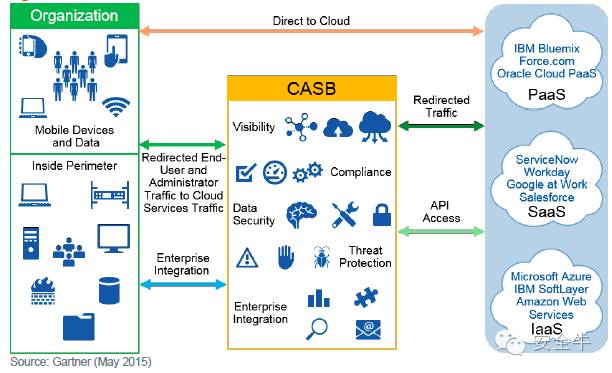 Organization
Mobile Devices
and Data
Inside Perimeter
Direct to Cloud
Redirected End-
User and
Administrator
Traffic to Cloud
Services Traffic
Enterprise
Integration
CASB
Visibility
Compliance
Data
Security
Threat
Protection
Enterprise
Integration
Redirected
Traffic
API
Access
IBM Bluemix
Force.com
Oracle Cloud PaaS
PaaS
ServiceNow
Workday
Google at Work
Salesforce
SaaS
Microsoft Azure
IBM SoftLayer
Amazon Web
Services
IaaS
Source: Gartner (May 2015)
安全牛